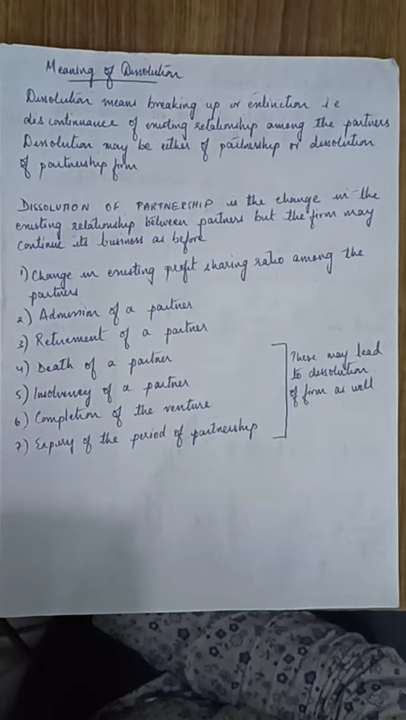 Meaning of Dissolution
Dissolution means breaking up or extinction i.e
discontinuance of existing relationship among the partners
Dissolution may be either of partnership or dissolution
of partnership firm
DISSOLUTION OF PARTNERSHIP is the change in the
existing relationship between partners but the firm may
continue its business as before
1) Change in existing profit sharing ratio among the
partners
2) Admission of a partner
3) Retirement of a partner
4) Death of a partner
5) Insolvency of a partner
6) Completion of the venture
7) Expiry of the period of partnership
These may lead
to dissolution
of firm as well